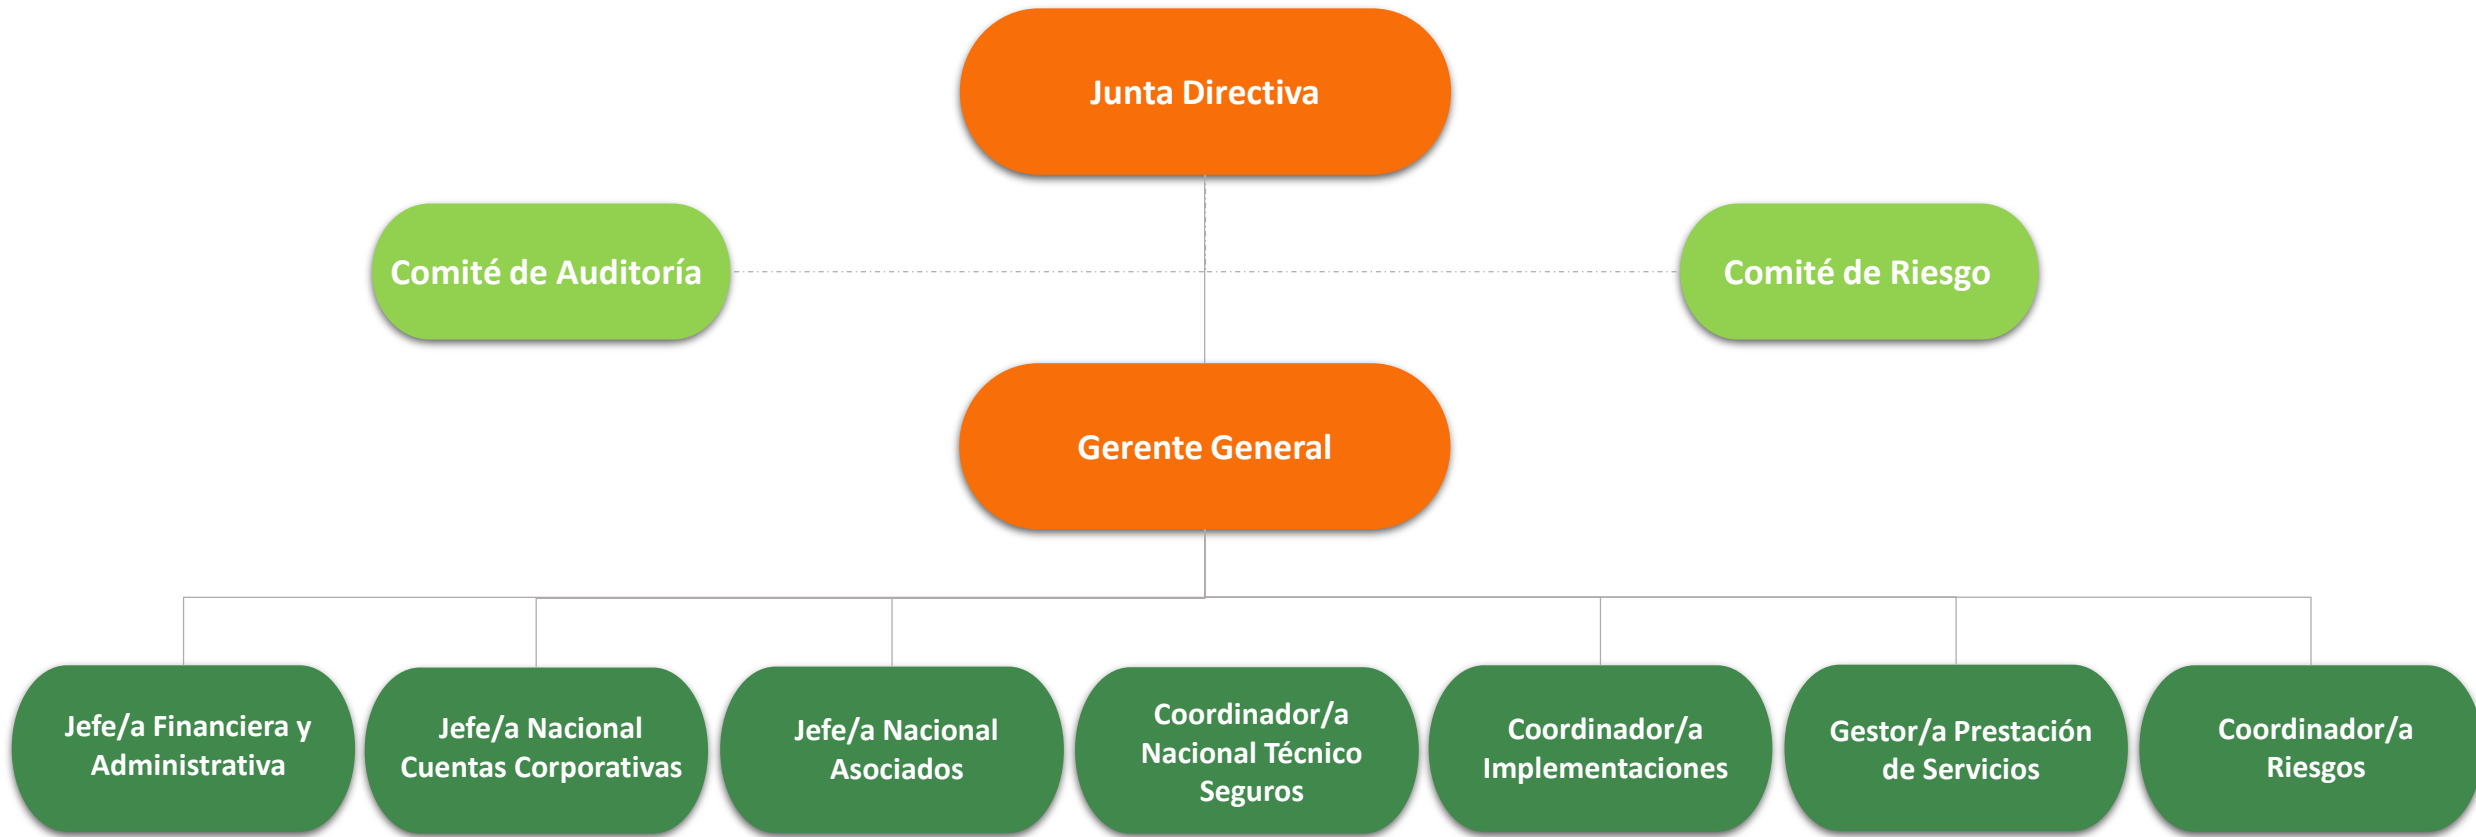 Junta Directiva
Comité de Auditoría
Comité de Riesgo
Gerente General
Jefe/a Financiera y
Administrativa
Jefe/a Nacional
Cuentas Corporativas
Jefe/a Nacional
Asociados
Coordinador/a
Nacional Técnico
Seguros
Coordinador/a
Implementaciones
Gestor/a Prestación
de Servicios
Coordinador/a
Riesgos